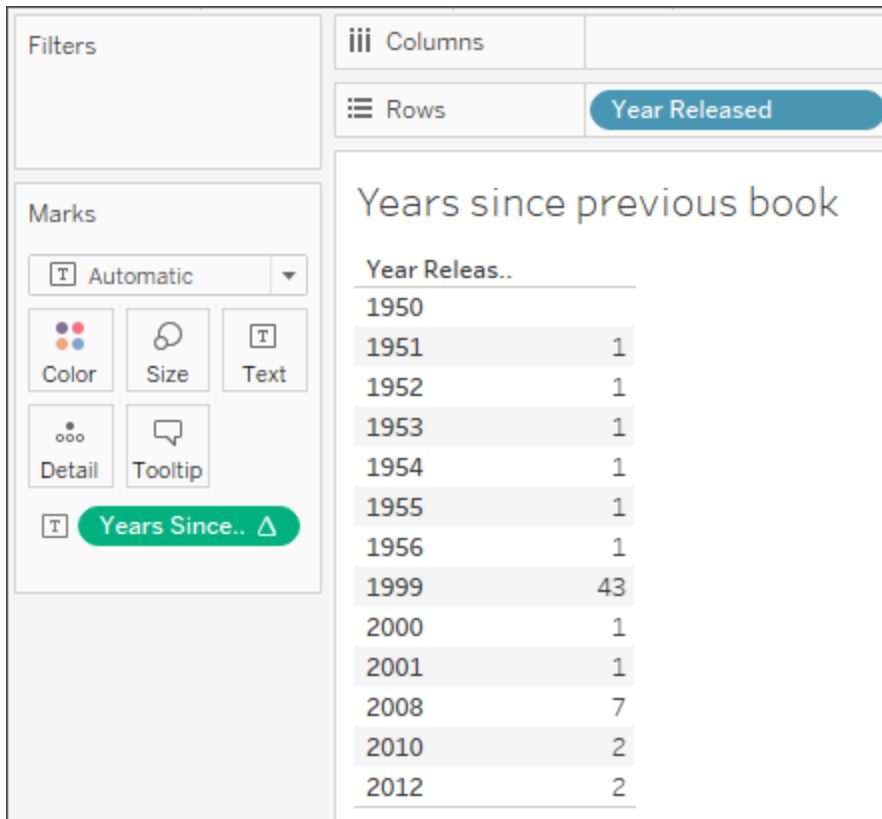 Filters
Columns
Rows
Year Released
Marks
T Automatic
Color
Size
T
Text
Detail
Tooltip
T Years Since.. Δ
Years since previous book
Year Releas..
1950
1951 1
1952 1
1953 1
1954 1
1955 1
1956 1
1999 43
2000 1
2001 1
2008 7
2010 2
2012 2